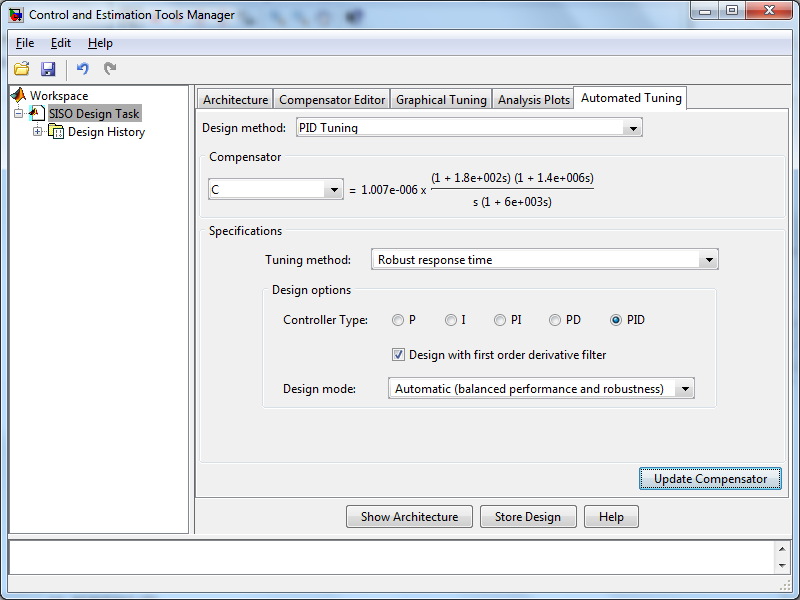 Control and Estimation Tools Manager
File Edit Help
Workspace
SISO Design Task
Design History
Architecture Compensator Editor Graphical Tuning Analysis Plots Automated Tuning
Design method: PID Tuning
Compensator
C = 1.007e-006 x (1 + 1.8e+002s) (1 + 1.4e+006s)
s (1 + 6e+003s)
Specifications
Tuning method: Robust response time
Design options
Controller Type: P I PI PD PID
Design with first order derivative filter
Design mode: Automatic (balanced performance and robustness)
Update Compensator
Show Architecture Store Design Help